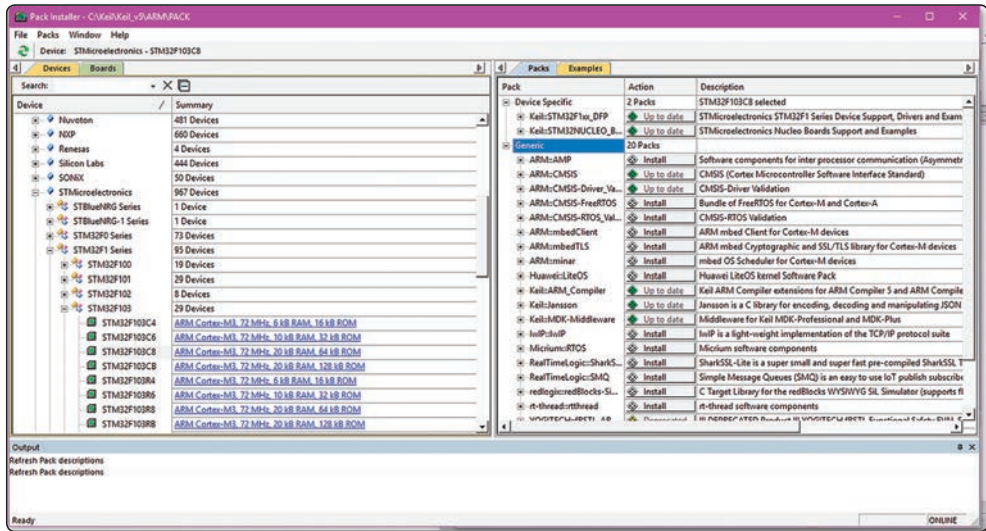 Pack Installer - C:\Keil\Keil_v5\ARM\PACK
File Packs Window Help
Device: STMicroelectronics - STM32F103C8
Devices Boards
Search:
Device / Summary
Nuvoton 481 Devices
NXP 660 Devices
Renesas 4 Devices
Silicon Labs 444 Devices
SONiX 50 Devices
STMicroelectronics 967 Devices
STBlueNRG Series 1 Device
STBlueNRG-1 Series 1 Device
STM32F0 Series 73 Devices
STM32F1 Series 95 Devices
STM32F100 19 Devices
STM32F101 29 Devices
STM32F102 8 Devices
STM32F103 29 Devices
STM32F103C4 ARM Cortex-M3, 72 MHz, 6 kB RAM, 16 kB ROM
STM32F103C6 ARM Cortex-M3, 72 MHz, 10 kB RAM, 32 kB ROM
STM32F103C8 ARM Cortex-M3, 72 MHz, 20 kB RAM, 64 kB ROM
STM32F103CB ARM Cortex-M3, 72 MHz, 20 kB RAM, 128 kB ROM
STM32F103R4 ARM Cortex-M3, 72 MHz, 6 kB RAM, 16 kB ROM
STM32F103R6 ARM Cortex-M3, 72 MHz, 10 kB RAM, 32 kB ROM
STM32F103R8 ARM Cortex-M3, 72 MHz, 20 kB RAM, 64 kB ROM
STM32F103RB ARM Cortex-M3, 72 MHz, 20 kB RAM, 128 kB ROM
Packs Examples
Pack Action Description
Device Specific 2 Packs STM32F103C8 selected
Keil::STM32F1xx_DFP Up to date STMicroelectronics STM32F1 Series Device Support, Drivers and Exam
Keil::STM32NUCLEO_B... Up to date STMicroelectronics Nucleo Boards Support and Examples
Generic 20 Packs
ARM::AMP Install Software components for inter processor communication (Asymmetr
ARM::CMSIS Up to date CMSIS (Cortex Microcontroller Software Interface Standard)
ARM::CMSIS-Driver_Va... Up to date CMSIS-Driver Validation
ARM::CMSIS-FreeRTOS Install Bundle of FreeRTOS for Cortex-M and Cortex-A
ARM::CMSIS-RTOS_Val... Up to date CMSIS-RTOS Validation
ARM::mbedClient Install ARM mbed Client for Cortex-M devices
ARM::mbedTLS Install ARM mbed Cryptographic and SSL/TLS library for Cortex-M devices
ARM::minar Install mbed OS Scheduler for Cortex-M devices
Huawei::LiteOS Install Huawei LiteOS kernel Software Pack
Keil::ARM_Compiler Up to date Keil ARM Compiler extensions for ARM Compiler 5 and ARM Compile
Keil::Jansson Up to date Jansson is a C library for encoding, decoding and manipulating JSON
Keil::MDK-Middleware Up to date Middleware for Keil MDK-Professional and MDK-Plus
lwIP::lwIP Install lwIP is a light-weight implementation of the TCP/IP protocol suite
Micrium::RTOS Install Micrium software components
RealTimeLogic::SharkS... Install SharkSSL-Lite is a super small and super fast pre-compiled SharkSSL T
RealTimeLogic::SMQ Install Simple Message Queues (SMQ) is an easy to use IoT publish subscribe
redlogix::redBlocks-Si... Install C Target Library for the redBlocks WYSIWYG SiL Simulator (supports fi
rt-thread::rtthread Install rt-thread software components
Output
Refresh Pack descriptions
Refresh Pack descriptions
Ready ONLINE